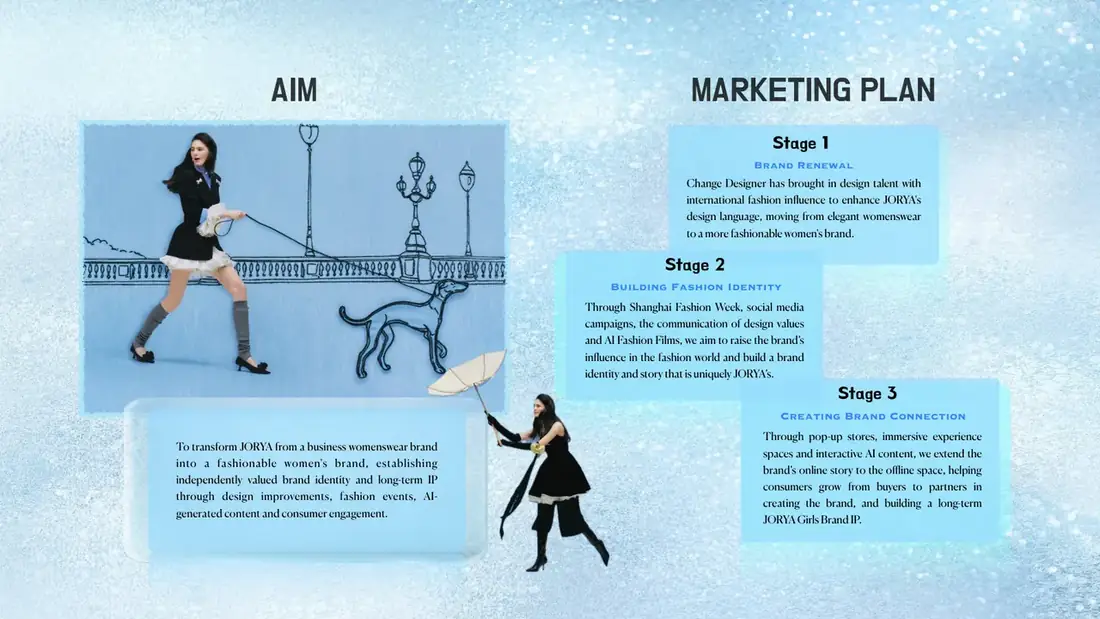 AIM
To transform JORYA from a business womenswear brand
into a fashionable women's brand, establishing
independently valued brand identity and long-term IP
through design improvements, fashion events, AI-
generated content and consumer engagement.
MARKETING PLAN
Stage 1
BRAND RENEWAL
Change Designer has brought in design talent with
international fashion influence to enhance JORYA's
design language, moving from elegant womenswear
to a more fashionable women's brand.
Stage 2
BUILDING FASHION IDENTITY
Through Shanghai Fashion Week, social media
campaigns, the communication of design values
and AI Fashion Films, we aim to raise the brand's
influence in the fashion world and build a brand
identity and story that is uniquely JORYA's.
Stage 3
CREATING BRAND CONNECTION
Through pop-up stores, immersive experience
spaces and interactive AI content, we extend the
brand's online story to the offline space, helping
consumers grow from buyers to partners in
creating the brand, and building a long-term
JORYA Girls Brand IP.